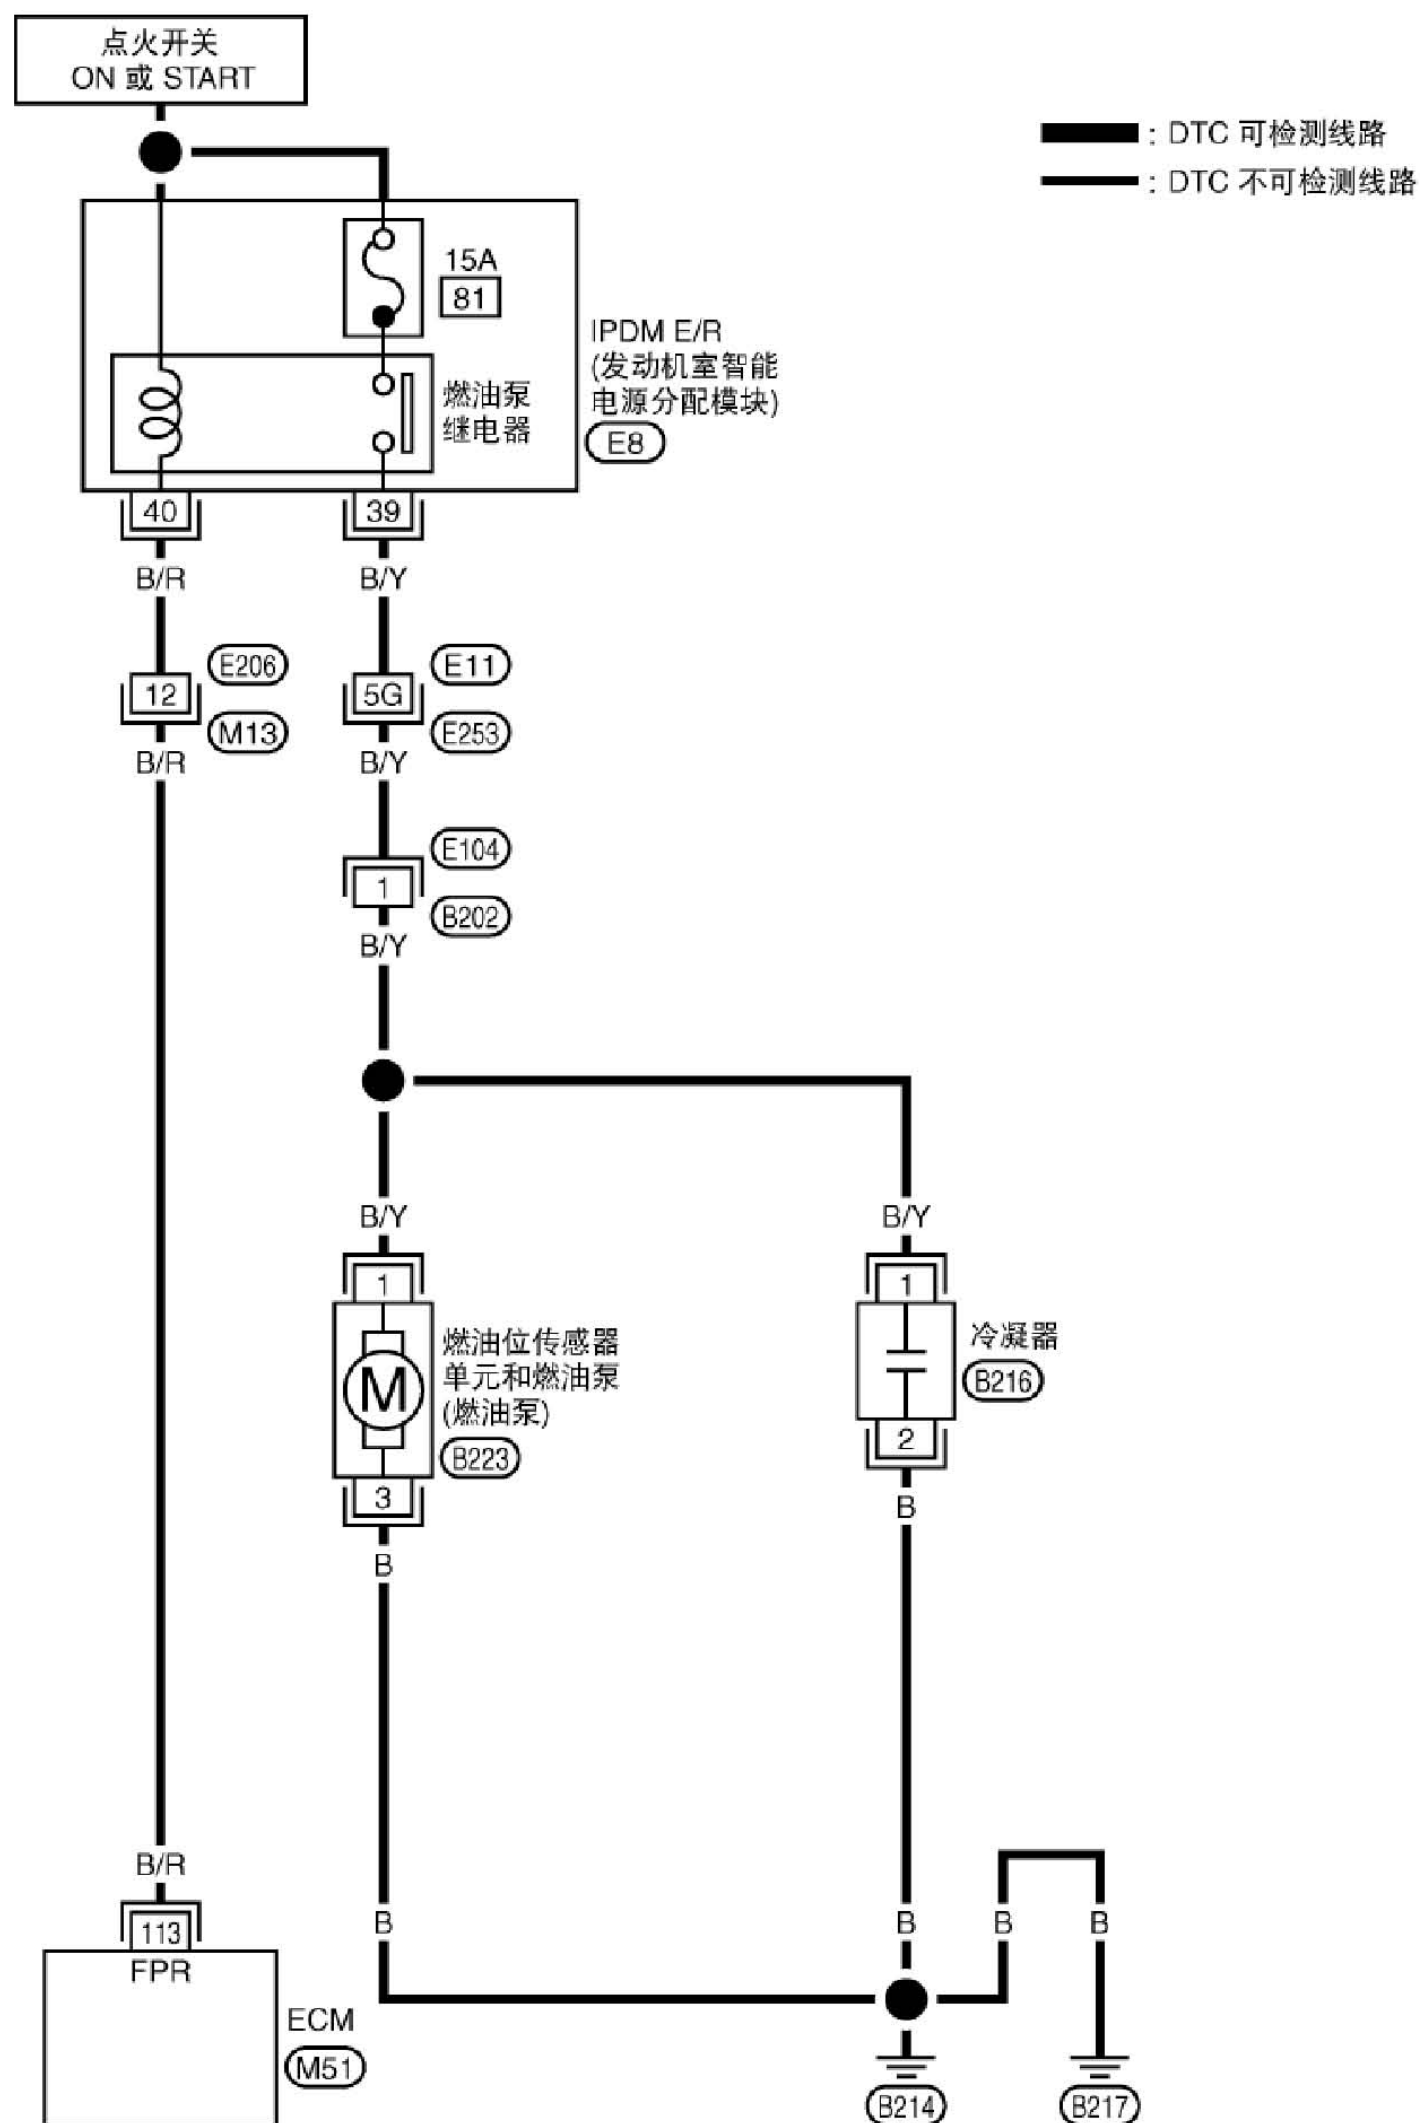 点火开关
ON 或 START
: DTC 可检测线路
: DTC 不可检测线路
15A
81
IPDM E/R
(发动机室智能
电源分配模块)
E8
燃油泵
继电器
40
39
B/R
B/Y
E206
E11
12
5G
M13
E253
B/R
B/Y
E104
1
B202
B/Y
B/Y
B/Y
1
1
燃油位传感器
单元和燃油泵
(燃油泵)
M
B223
冷凝器
B216
2
3
B
B
B/R
113
FPR
ECM
M51
B
B
B
B
B214
B217